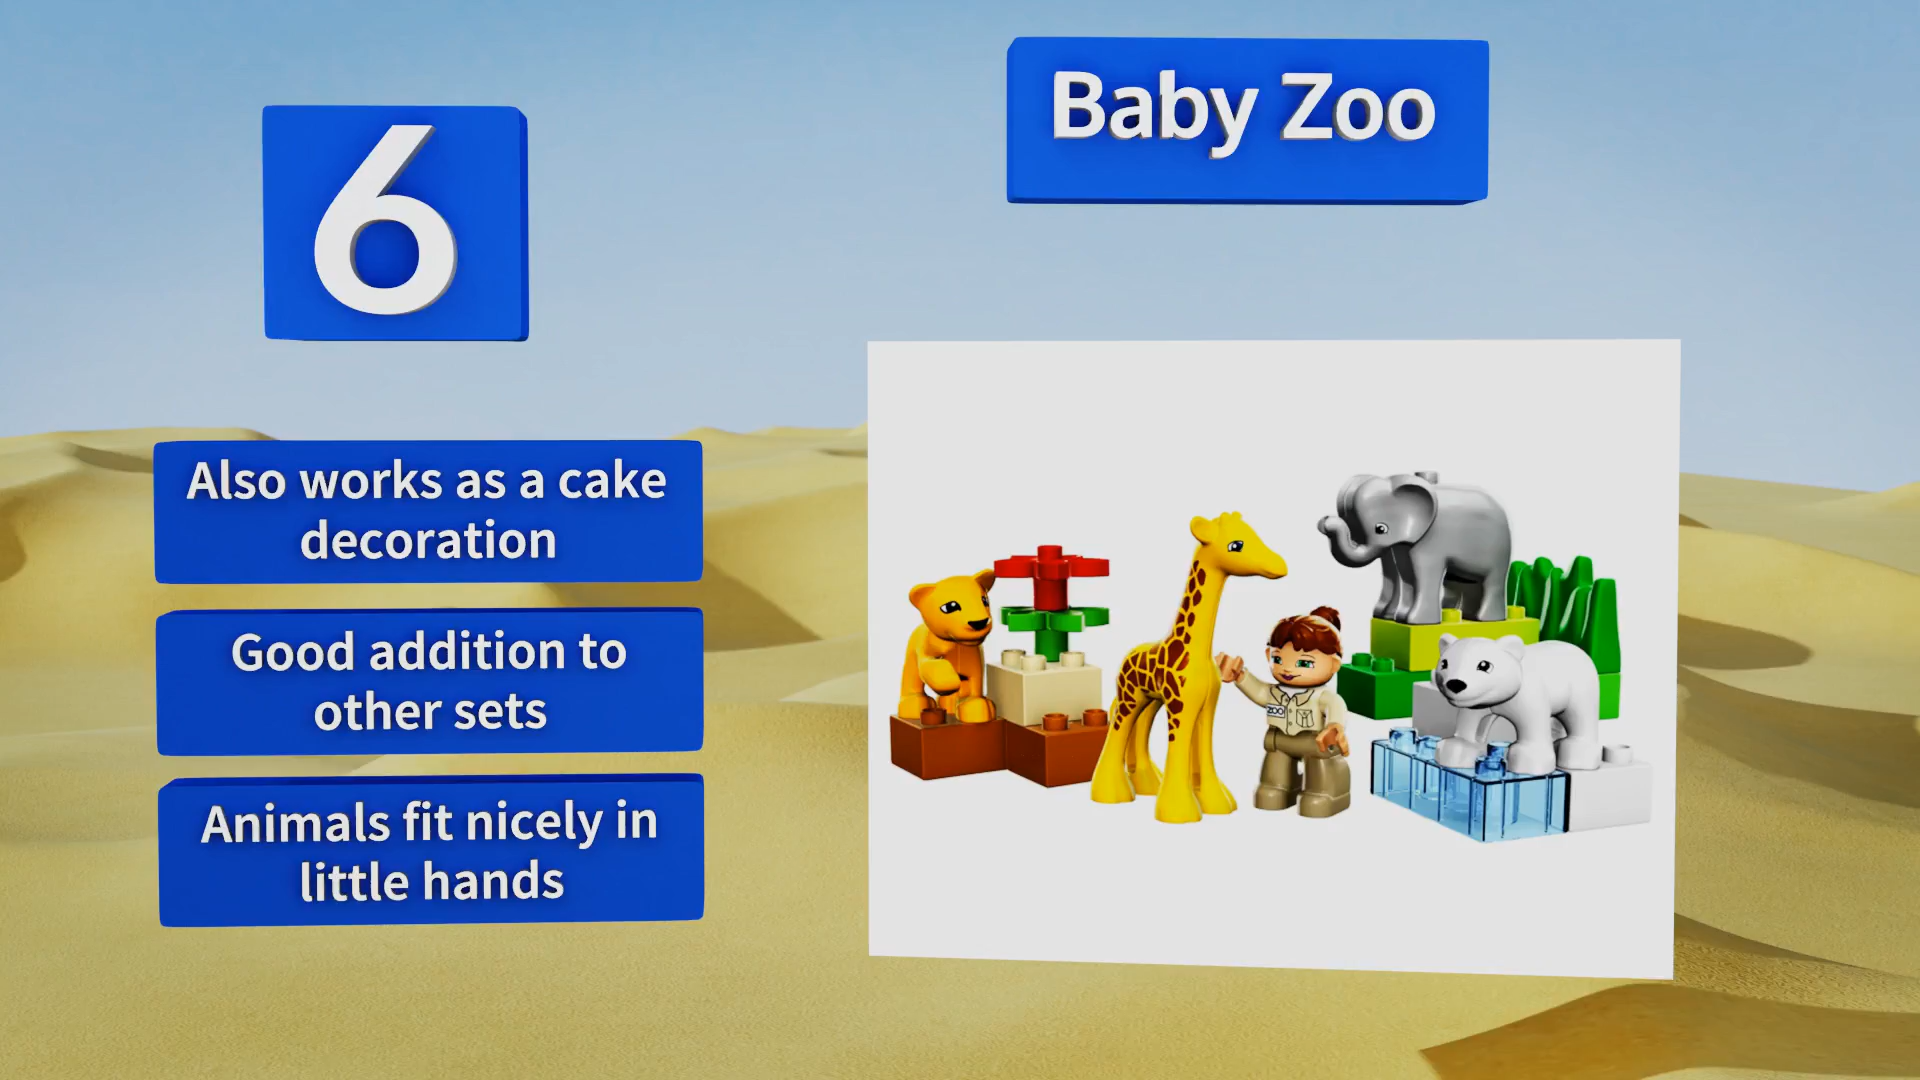 6
Baby Zoo
Also works as a cake
decoration
Good addition to
other sets
Animals fit nicely in
little hands
ZOO